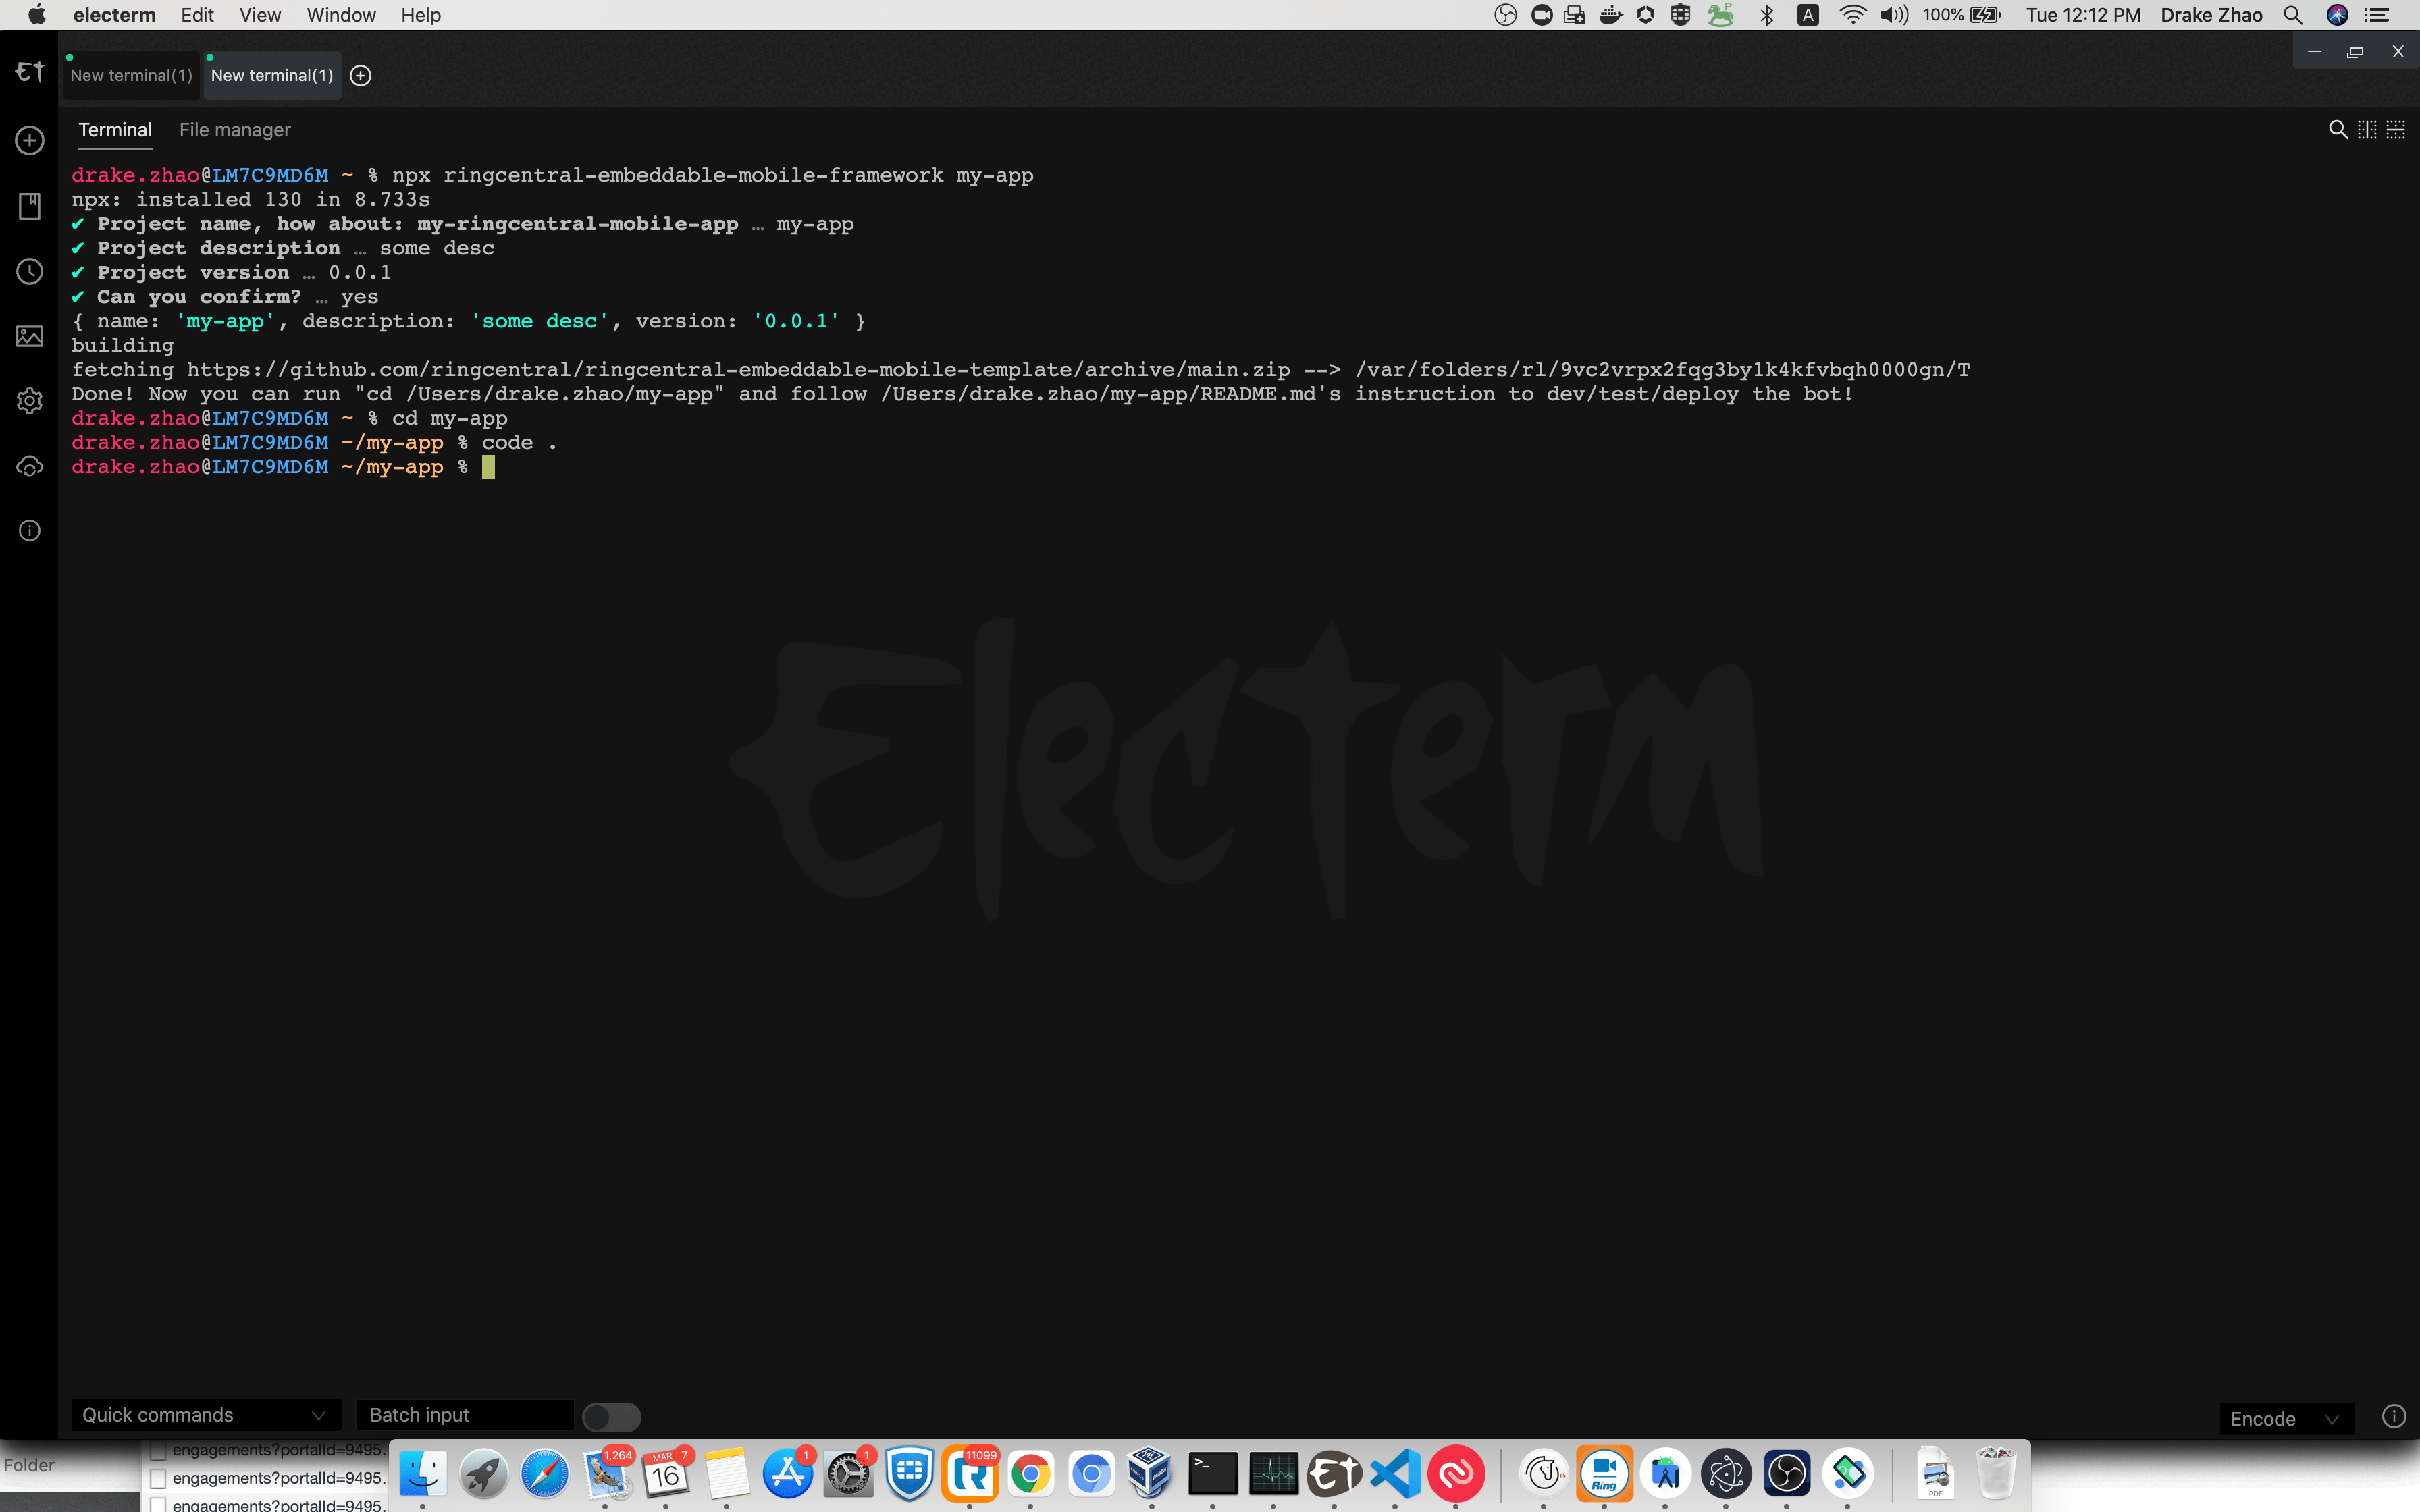 electerm Edit View Window Help A 100% Tue 12:12 PM Drake Zhao
New terminal(1) New terminal(1)
Terminal File manager
drake.zhao@LM7C9MD6M ~ % npx ringcentral-embeddable-mobile-framework my-app
npx: installed 130 in 8.733s
✔ Project name, how about: my-ringcentral-mobile-app … my-app
✔ Project description … some desc
✔ Project version … 0.0.1
✔ Can you confirm? … yes
{ name: 'my-app', description: 'some desc', version: '0.0.1' }
building
fetching https://github.com/ringcentral/ringcentral-embeddable-mobile-template/archive/main.zip --> /var/folders/rl/9vc2vrpx2fqg3by1k4kfvbqh0000gn/T
Done! Now you can run "cd /Users/drake.zhao/my-app" and follow /Users/drake.zhao/my-app/README.md's instruction to dev/test/deploy the bot!
drake.zhao@LM7C9MD6M ~ % cd my-app
drake.zhao@LM7C9MD6M ~/my-app % code .
drake.zhao@LM7C9MD6M ~/my-app %
Electerm
Quick commands Batch input Encode
Folder
engagements?portalId=9495.
engagements?portalId=9495.
engagements?portalId=9495.
1,264 MAR 16 7 1 1 11099 Ring PDF